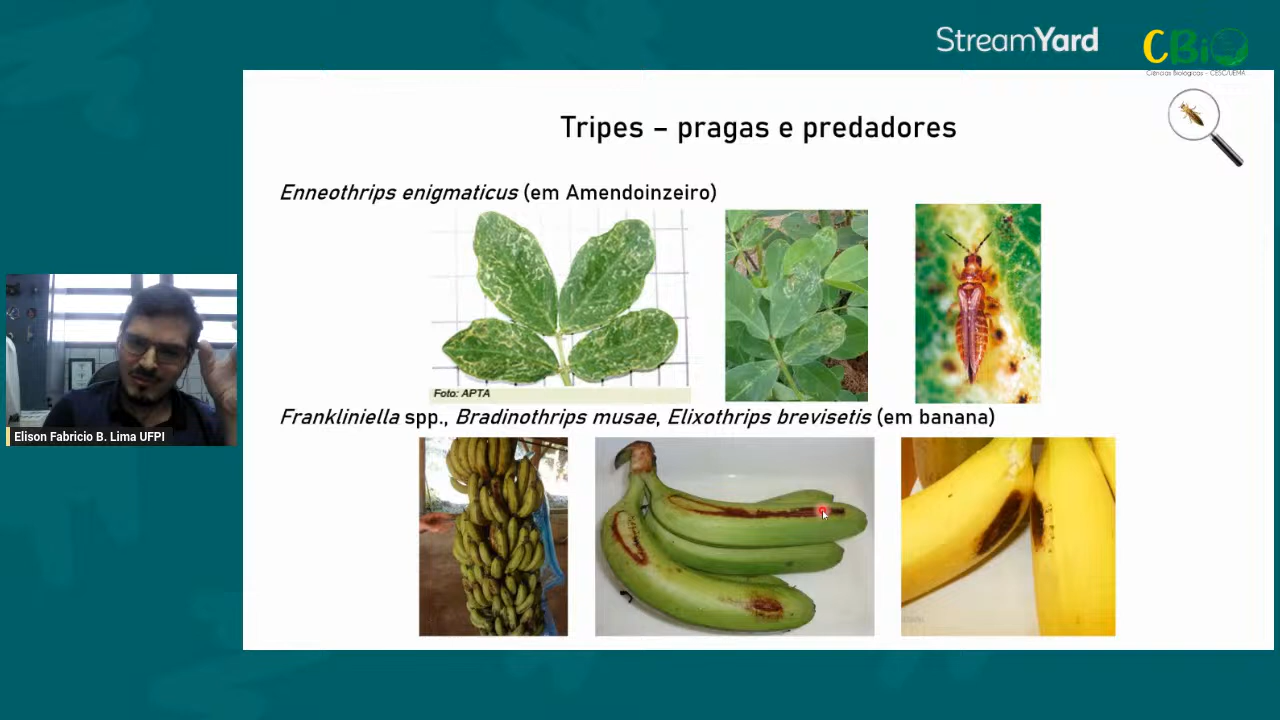 StreamYard
CBiO
Ciências Biológicas - CESC/UEMA
Tripes – pragas e predadores
Enneothrips enigmaticus (em Amendoinzeiro)
Foto: APTA
Frankliniella spp., Bradinothrips musae, Elixothrips brevisetis (em banana)
Elison Fabricio B. Lima UFPI